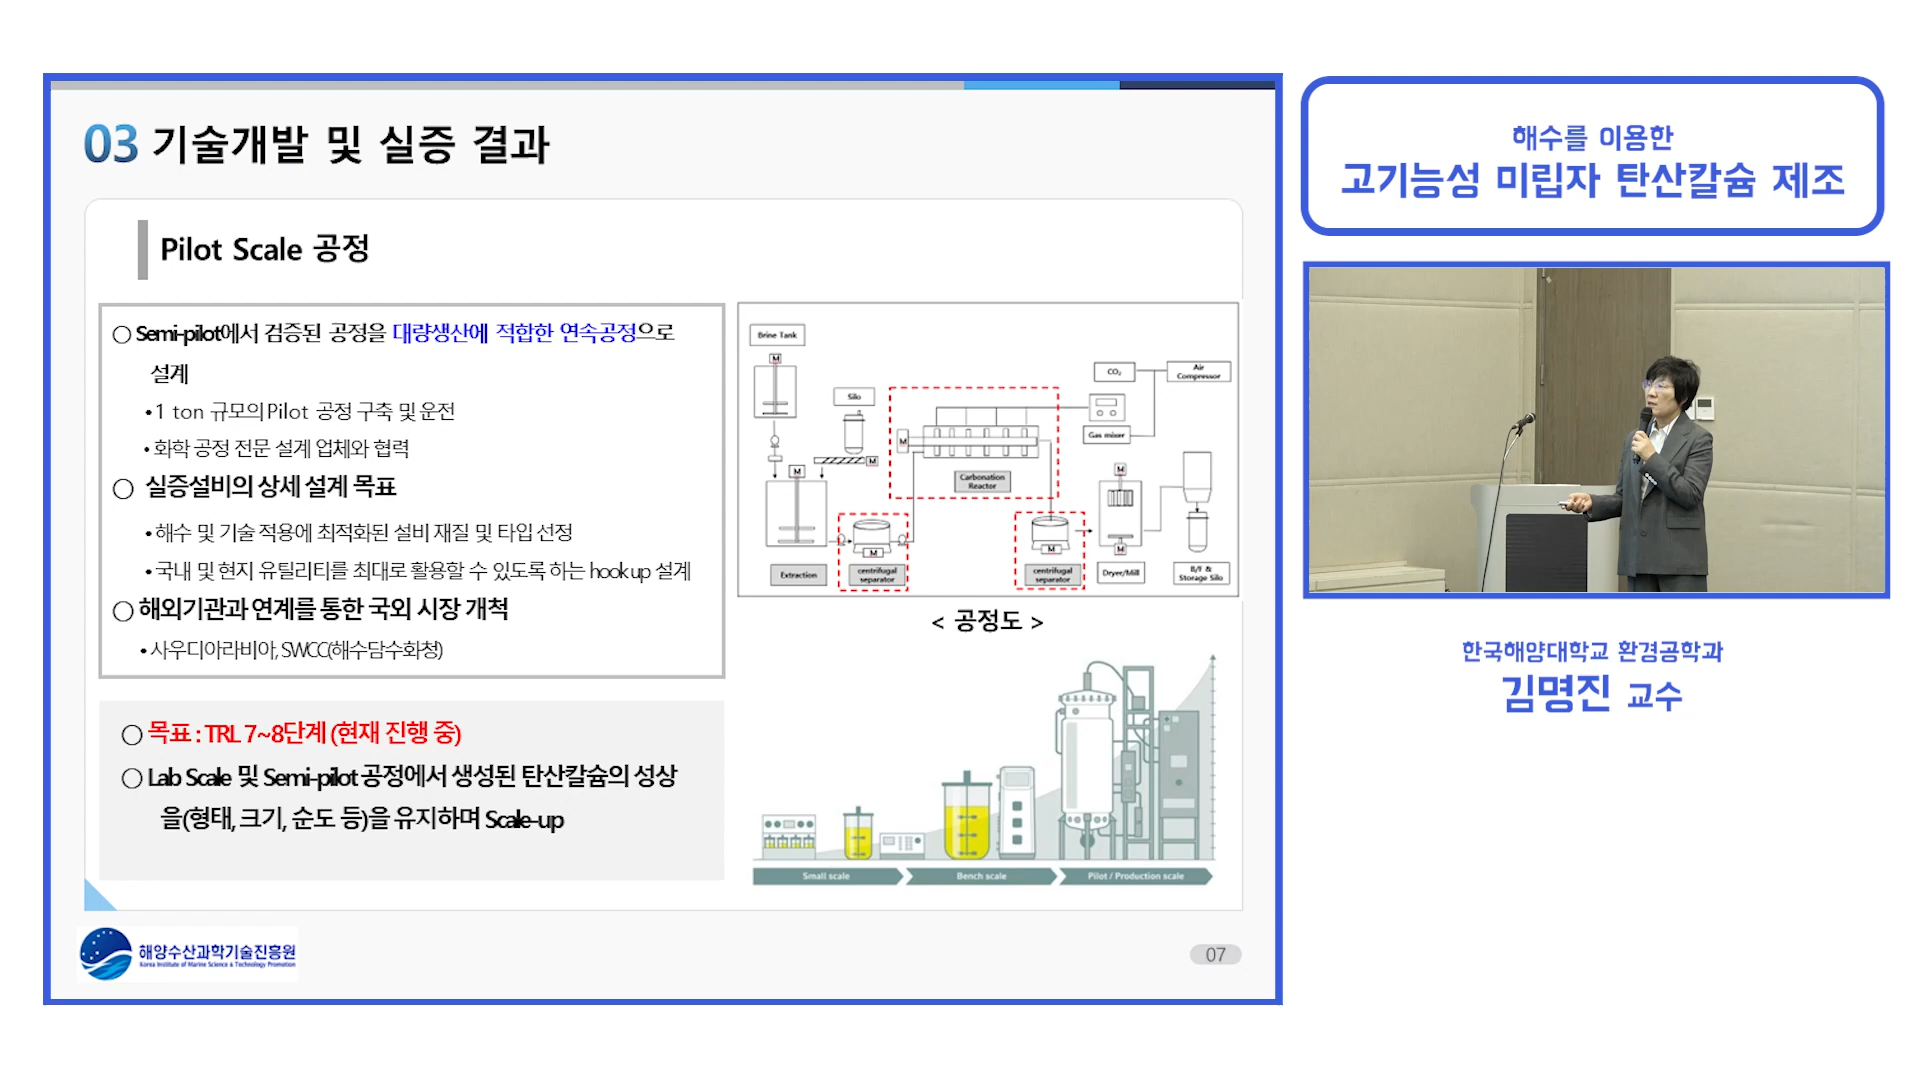 03 기술개발 및 실증 결과
Pilot Scale 공정
○ Semi-pilot에서 검증된 공정을 대량생산에 적합한 연속공정으로
설계
• 1 ton 규모의 Pilot 공정 구축 및 운전
• 화학 공정 전문 설계 업체와 협력
○ 실증설비의 상세 설계 목표
• 해수 및 기술 적용에 최적화된 설비 재질 및 타입 선정
• 국내 및 현지 유틸리티를 최대로 활용할 수 있도록 하는 hook up 설계
○ 해외기관과 연계를 통한 국외 시장 개척
• 사우디아라비아, SWCC(해수담수화청)
○ 목표 : TRL 7~8단계 (현재 진행 중)
○ Lab Scale 및 Semi-pilot 공정에서 생성된 탄산칼슘의 성상
을(형태, 크기, 순도 등)을 유지하며 Scale-up
Brine Tank
M
Silo
M
M
Extraction
M
centrifugal
separator
M
Carbonation
Reactor
CO₂
Air
Compressor
Gas mixer
M
centrifugal
separator
M
M
Dryer/Mill
B/F &
Storage Silo
< 공정도 >
Small scale
Bench scale
Pilot / Production scale
해양수산과학기술진흥원
Korea Institute of Marine Science & Technology Promotion
07
해수를 이용한
고기능성 미립자 탄산칼슘 제조
한국해양대학교 환경공학과
김명진 교수